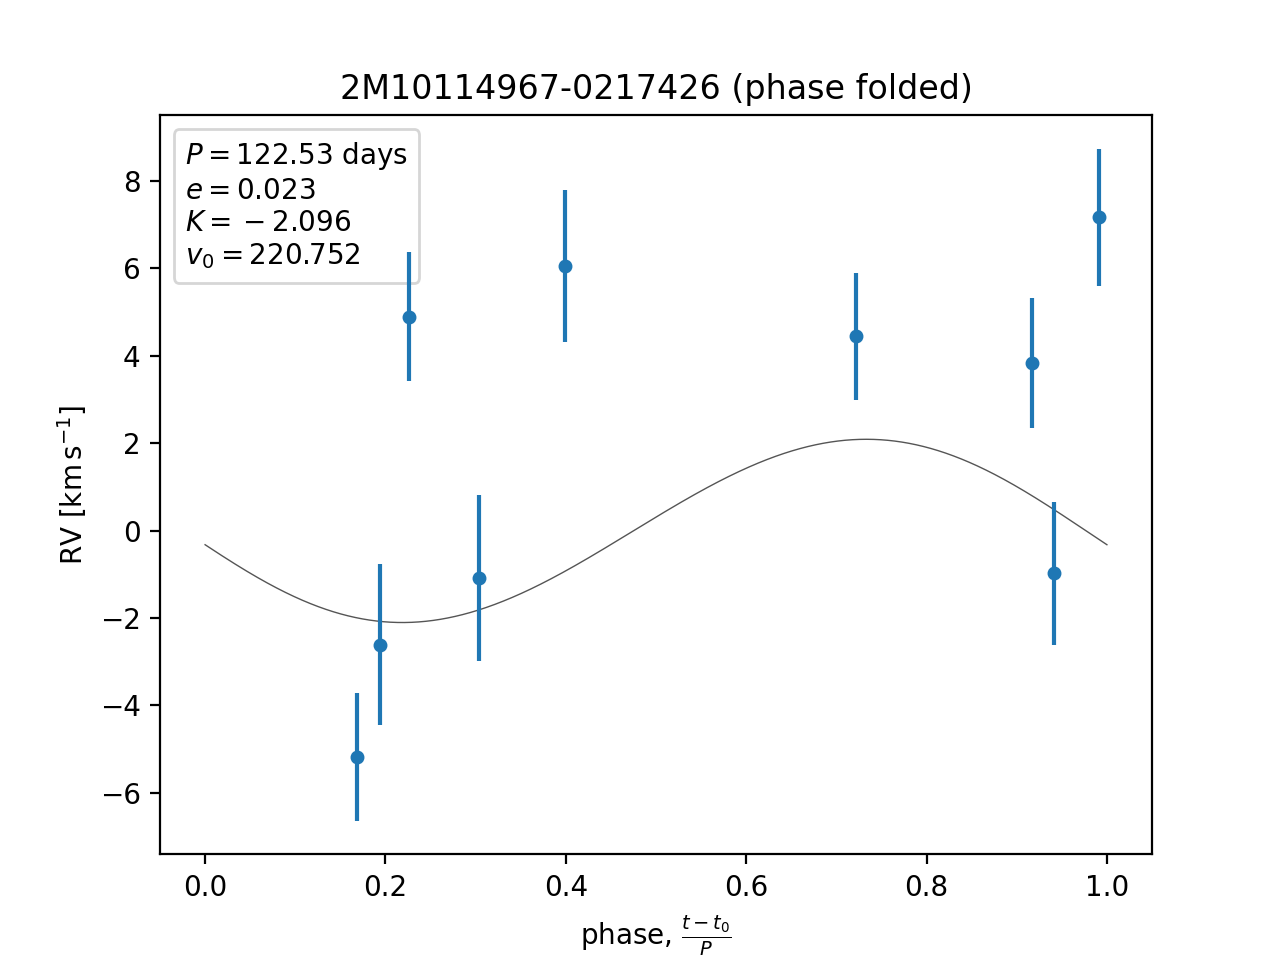 2M10114967-0217426 (phase folded)
P = 122.53 days
e = 0.023
K = −2.096
v₀ = 220.752
8
6
4
2
0
−2
−4
−6
RV [km s⁻¹]
0.0 0.2 0.4 0.6 0.8 1.0
phase, (t − t₀)/P